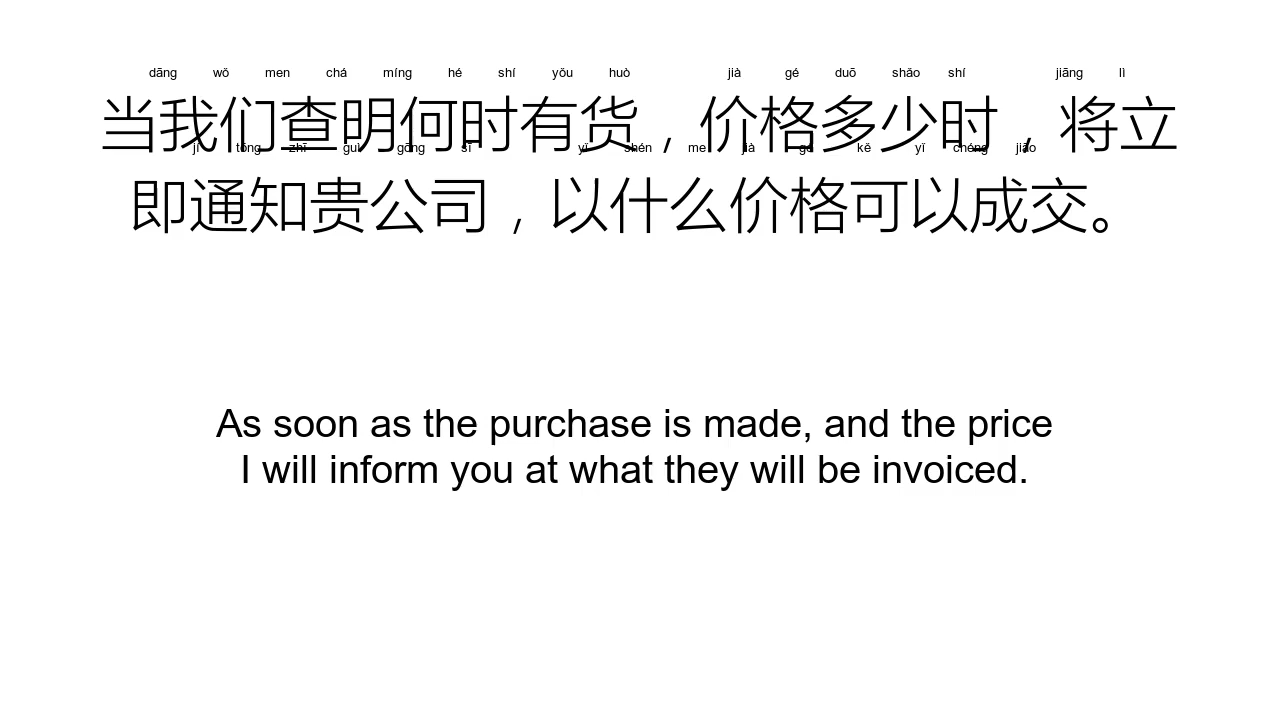 dāng wǒ men chá míng hé shí yǒu huò jià gé duō shǎo shí jiāng lì
当我们查明何时有货，价格多少时，将立
jí tōng zhī guì gōng sī yǐ shén me jià gé kě yǐ chéng jiāo
即通知贵公司，以什么价格可以成交。
As soon as the purchase is made, and the price
I will inform you at what they will be invoiced.